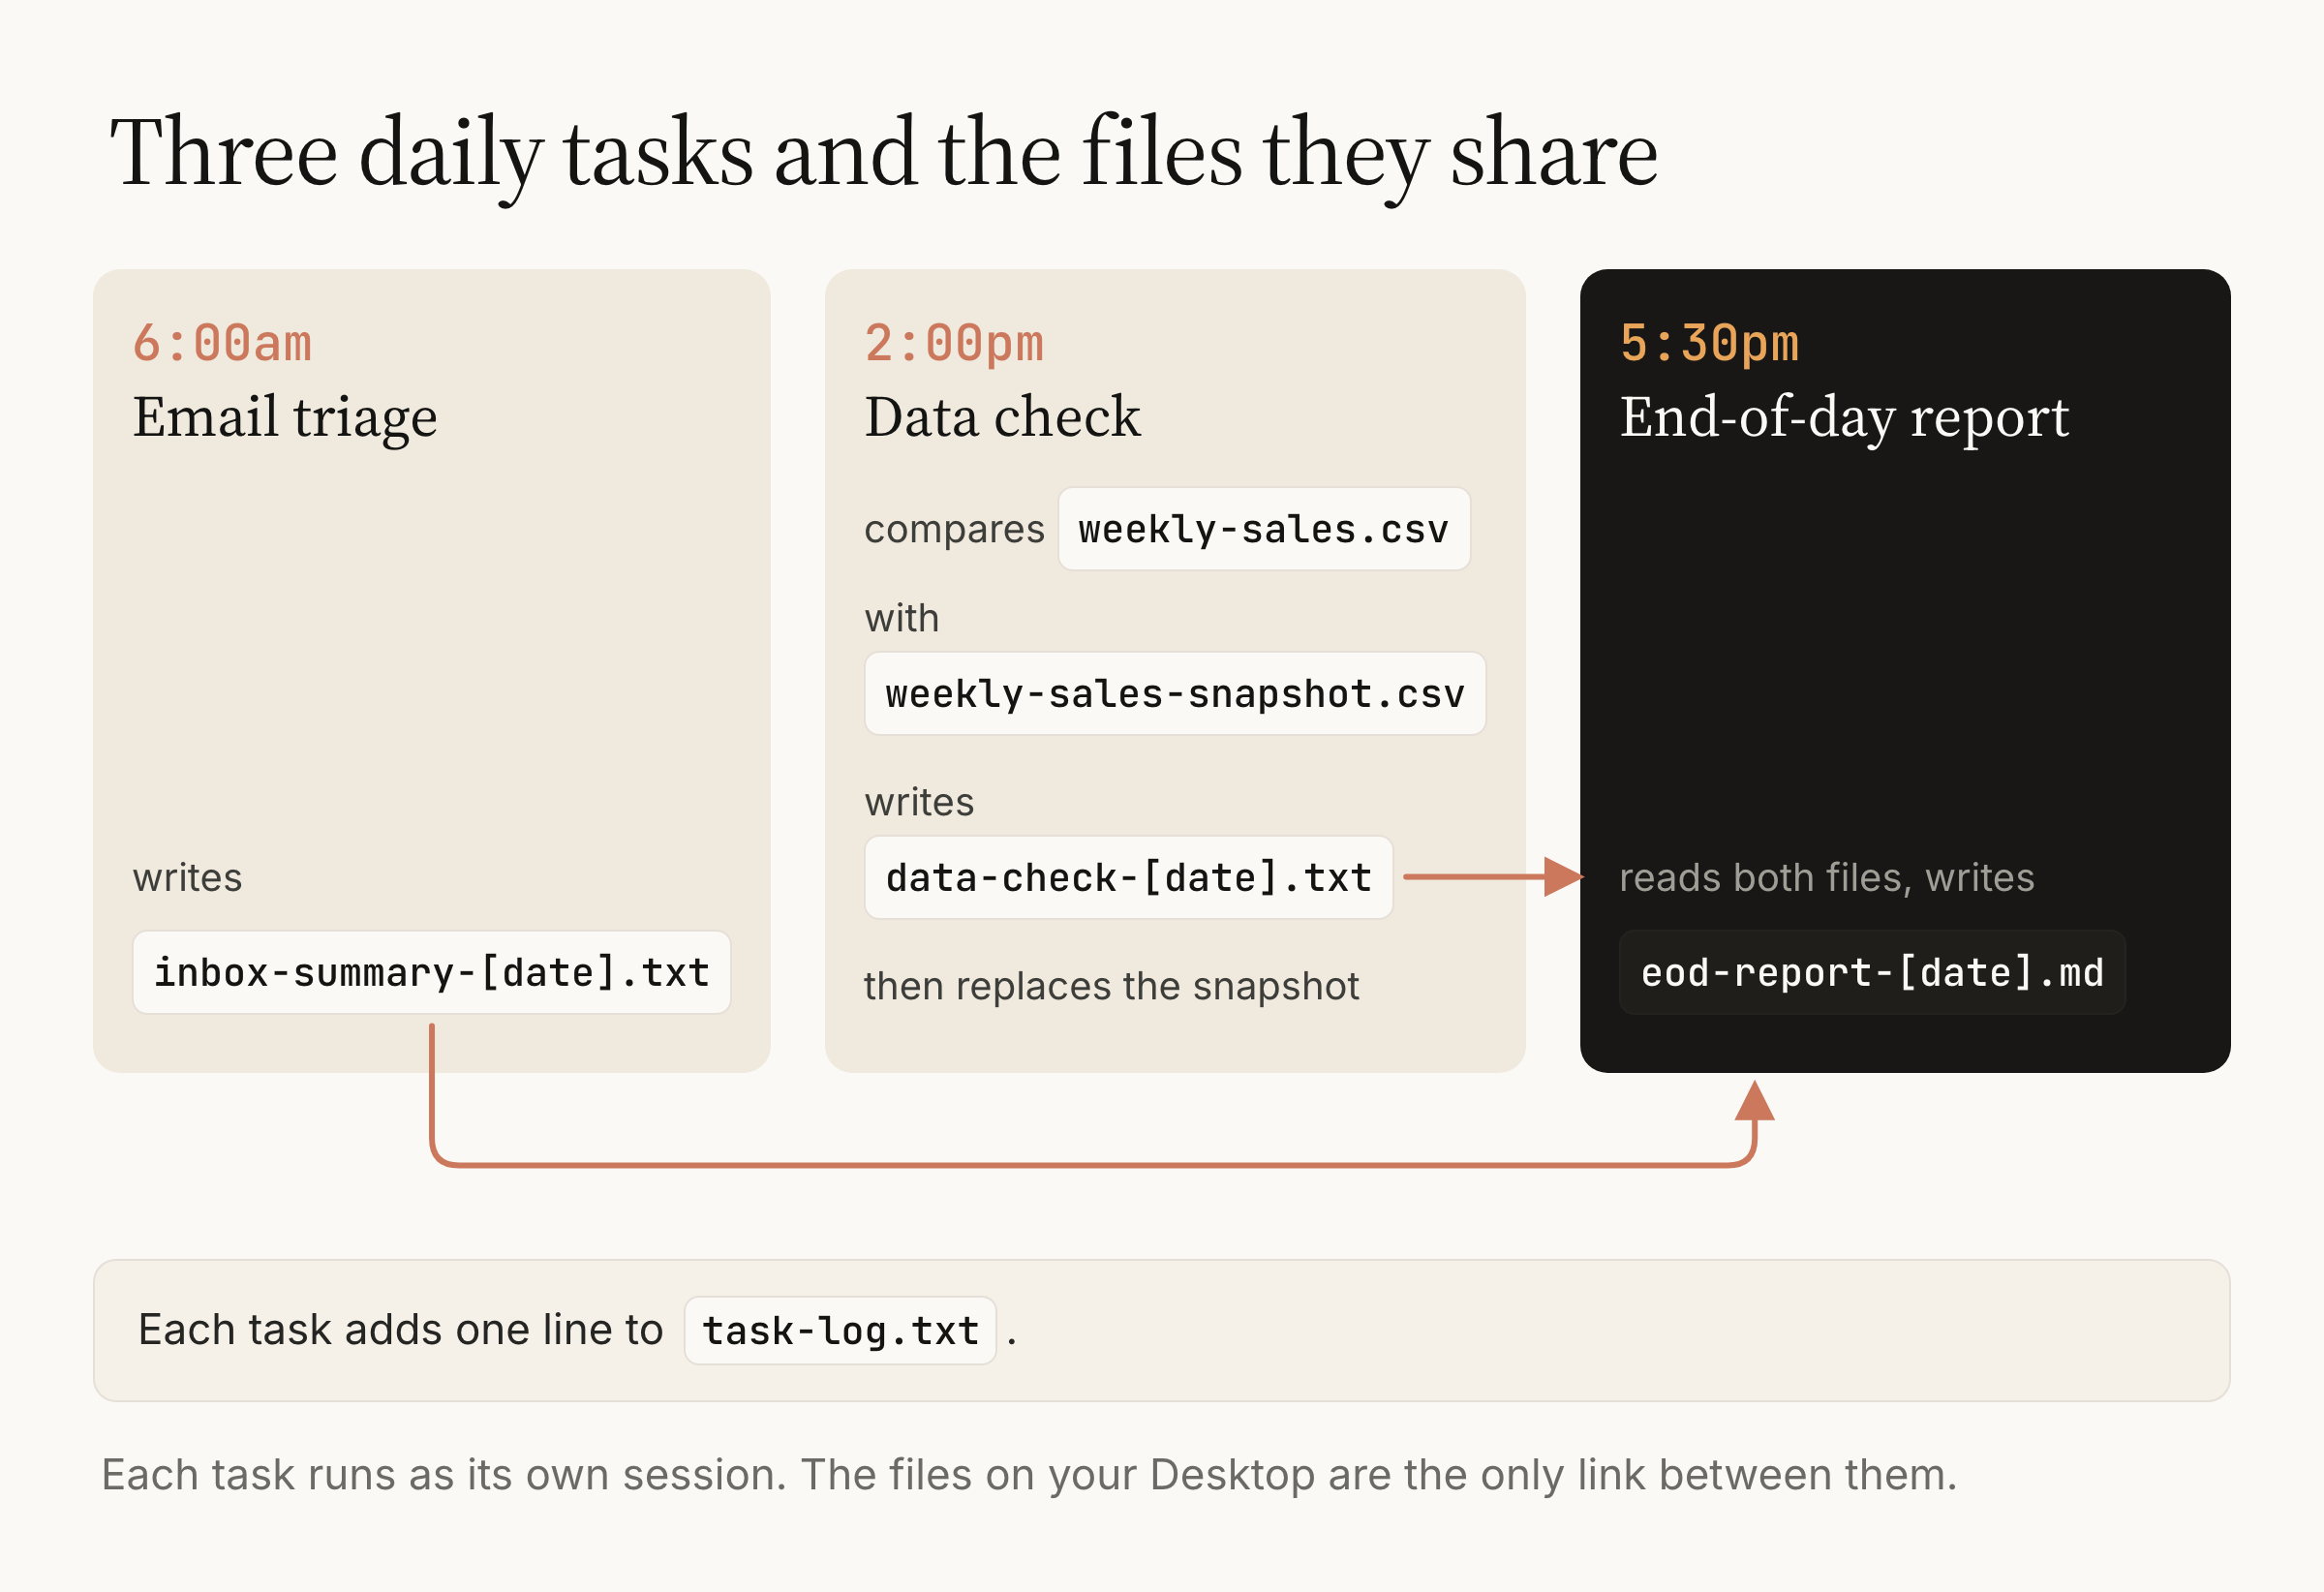 Three daily tasks and the files they share
6:00am
Email triage
writes
inbox-summary-[date].txt
2:00pm
Data check
compares weekly-sales.csv
with
weekly-sales-snapshot.csv
writes
data-check-[date].txt
then replaces the snapshot
5:30pm
End-of-day report
reads both files, writes
eod-report-[date].md
Each task adds one line to task-log.txt.
Each task runs as its own session. The files on your Desktop are the only link between them.